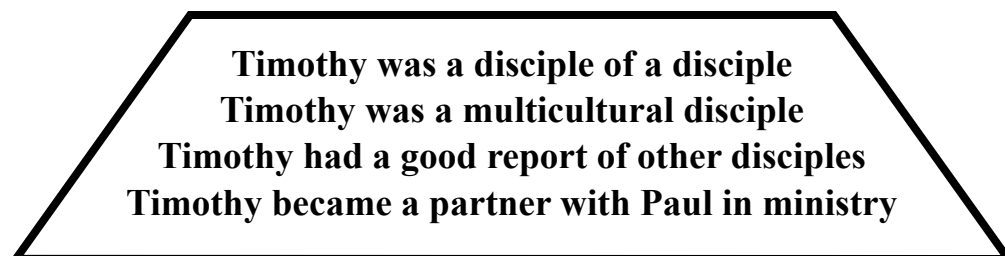 Timothy was a disciple of a disciple
Timothy was a multicultural disciple
Timothy had a good report of other disciples
Timothy became a partner with Paul in ministry